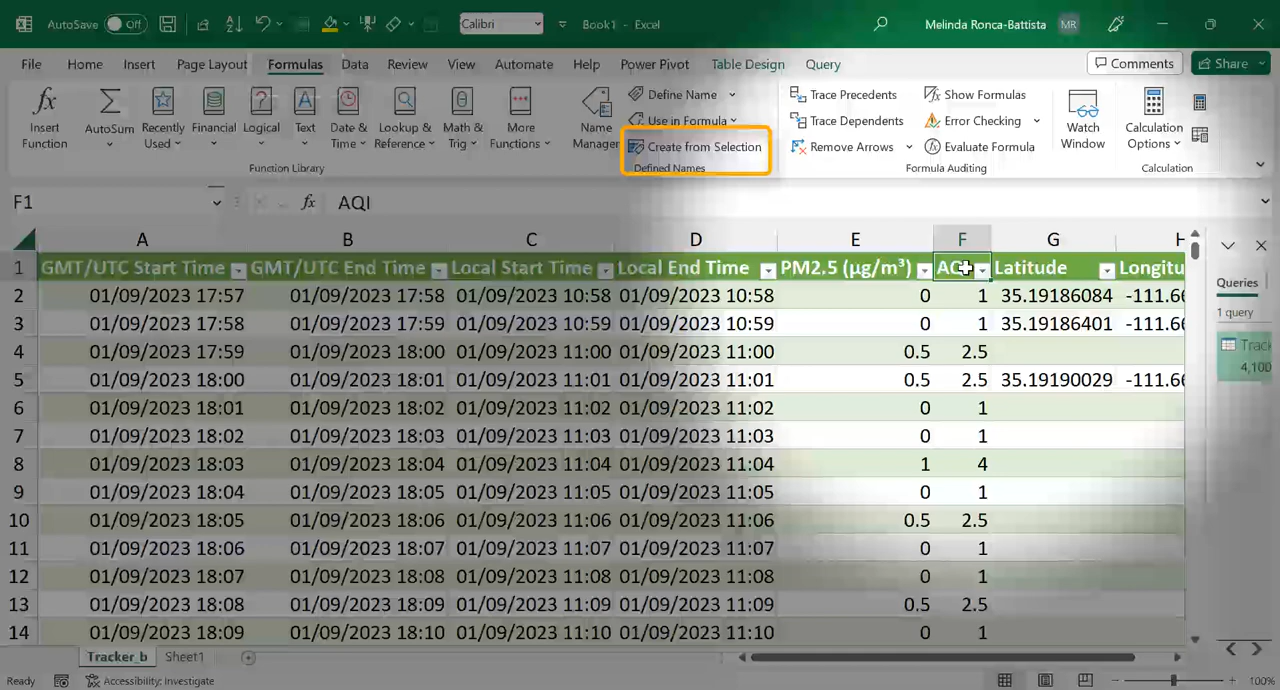 AutoSave Off Calibri Book1 - Excel Melinda Ronca-Battista MR
File Home Insert Page Layout Formulas Data Review View Automate Help Power Pivot Table Design Query Comments Share
Insert Function
AutoSum
Recently Used
Financial
Logical
Text
Date & Time
Lookup & Reference
Math & Trig
More Functions
Function Library
Name Manager
Define Name
Use in Formula
Create from Selection
Defined Names
Trace Precedents
Trace Dependents
Remove Arrows
Show Formulas
Error Checking
Evaluate Formula
Formula Auditing
Watch Window
Calculation Options
Calculation
F1 fx AQI
A B C D E F G H
1 GMT/UTC Start Time GMT/UTC End Time Local Start Time Local End Time PM2.5 (µg/m³) Latitude Longitu
2 01/09/2023 17:57 01/09/2023 17:58 01/09/2023 10:58 01/09/2023 10:58 0 1 35.19186084 -111.66
3 01/09/2023 17:58 01/09/2023 17:59 01/09/2023 10:59 01/09/2023 10:59 0 1 35.19186401 -111.66
4 01/09/2023 17:59 01/09/2023 18:00 01/09/2023 11:00 01/09/2023 11:00 0.5 2.5
5 01/09/2023 18:00 01/09/2023 18:01 01/09/2023 11:01 01/09/2023 11:01 0.5 2.5 35.19190029 -111.66
6 01/09/2023 18:01 01/09/2023 18:02 01/09/2023 11:02 01/09/2023 11:02 0 1
7 01/09/2023 18:02 01/09/2023 18:03 01/09/2023 11:03 01/09/2023 11:03 0 1
8 01/09/2023 18:03 01/09/2023 18:04 01/09/2023 11:04 01/09/2023 11:04 1 4
9 01/09/2023 18:04 01/09/2023 18:05 01/09/2023 11:05 01/09/2023 11:05 0 1
10 01/09/2023 18:05 01/09/2023 18:06 01/09/2023 11:06 01/09/2023 11:06 0.5 2.5
11 01/09/2023 18:06 01/09/2023 18:07 01/09/2023 11:07 01/09/2023 11:07 0 1
12 01/09/2023 18:07 01/09/2023 18:08 01/09/2023 11:08 01/09/2023 11:08 0 1
13 01/09/2023 18:08 01/09/2023 18:09 01/09/2023 11:09 01/09/2023 11:09 0.5 2.5
14 01/09/2023 18:09 01/09/2023 18:10 01/09/2023 11:10 01/09/2023 11:10 0 1
Queries
1 query
Track
4,100
Tracker_b Sheet1
Ready Accessibility: Investigate 100%